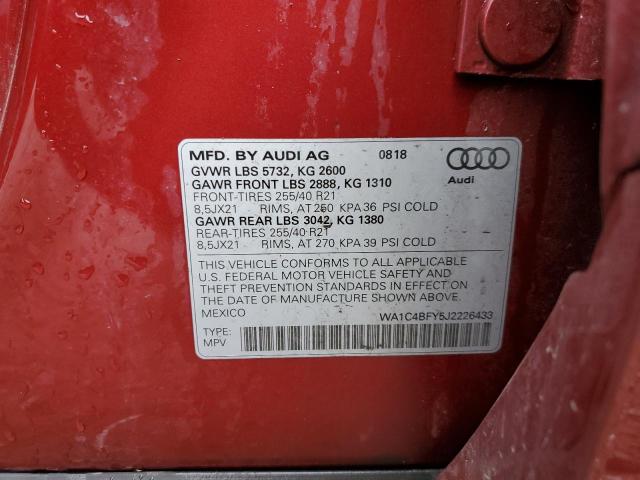 MFD. BY AUDI AG 0818
GVWR LBS 5732, KG 2600
GAWR FRONT LBS 2888, KG 1310
FRONT-TIRES 255/40 R21
8,5JX21 RIMS, AT 250 KPA 36 PSI COLD
GAWR REAR LBS 3042, KG 1380
REAR-TIRES 255/40 R21
8,5JX21 RIMS, AT 270 KPA 39 PSI COLD
Audi
THIS VEHICLE CONFORMS TO ALL APPLICABLE
U.S. FEDERAL MOTOR VEHICLE SAFETY AND
THEFT PREVENTION STANDARDS IN EFFECT ON
THE DATE OF MANUFACTURE SHOWN ABOVE.
MEXICO WA1C4BFY5J2226433
TYPE:
MPV